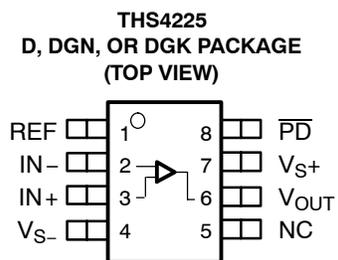 THS4225
D, DGN, OR DGK PACKAGE
(TOP VIEW)
REF 1 8 P̅D̅
IN− 2 7 VS+
IN+ 3 6 VOUT
VS− 4 5 NC